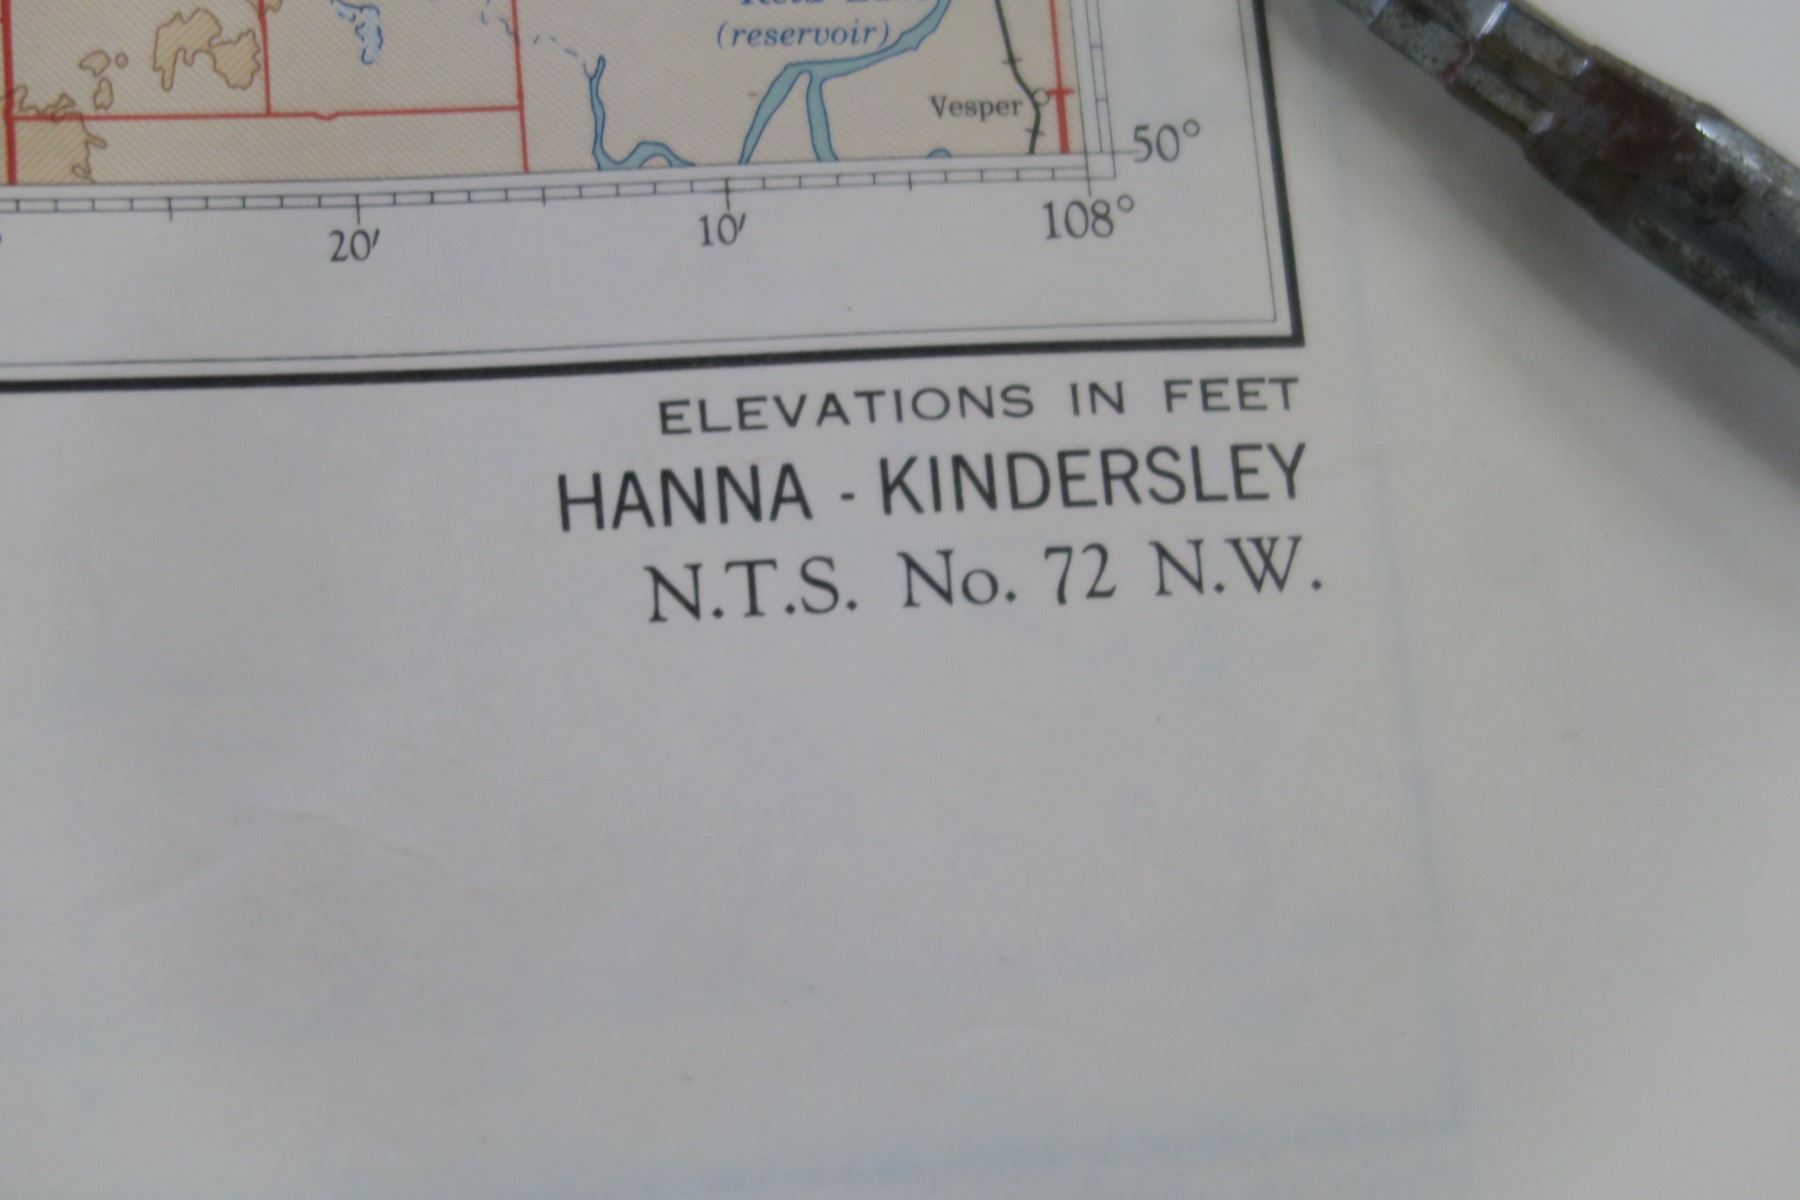 (reservoir)
Vesper
50°
20′
10′
108°
ELEVATIONS IN FEET
HANNA - KINDERSLEY
N.T.S. No. 72 N.W.